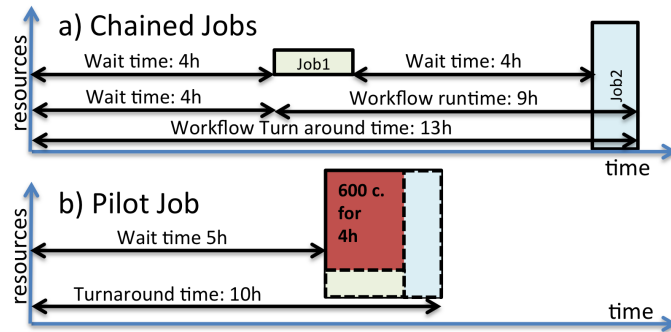 a) Chained Jobs
Wait time: 4h
Job1
Wait time: 4h
Job2
Wait time: 4h
Workflow runtime: 9h
Workflow Turn around time: 13h
resources
time
b) Pilot Job
600 c.
for
4h
Wait time 5h
Turnaround time: 10h
resources
time